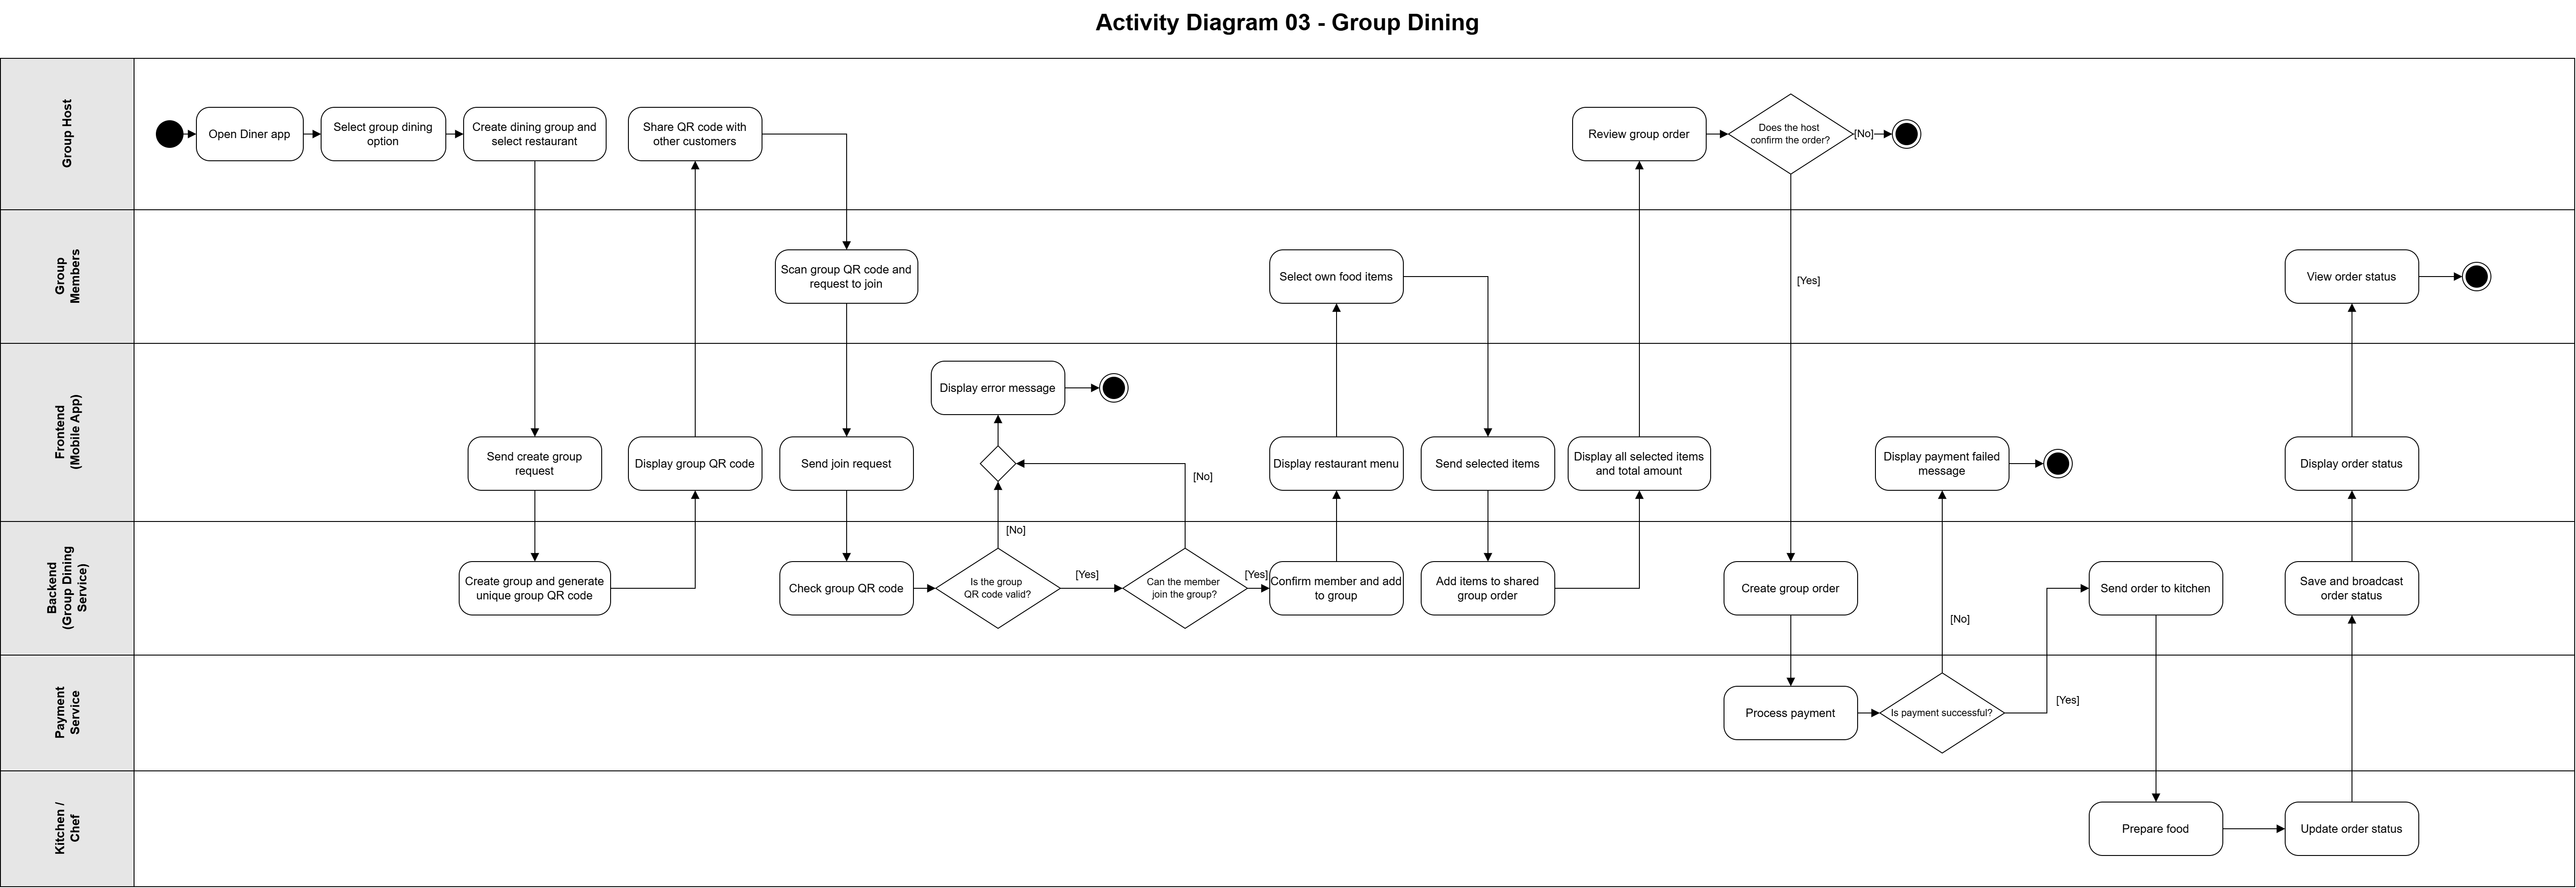 Activity Diagram 03 - Group Dining
Group Host
Open Diner app
Select group dining
option
Create dining group and
select restaurant
Share QR code with
other customers
Review group order
Does the host
confirm the order?
[No]
[Yes]
Group
Members
Scan group QR code and
request to join
Select own food items
View order status
Frontend
(Mobile App)
Send create group
request
Display group QR code
Send join request
Display error message
[No]
[No]
Display restaurant menu
Send selected items
Display all selected items
and total amount
Display payment failed
message
Display order status
Backend
(Group Dining
Service)
Create group and generate
unique group QR code
Check group QR code
Is the group
QR code valid?
[Yes]
Can the member
join the group?
[Yes]
Confirm member and add
to group
Add items to shared
group order
Create group order
[No]
Send order to kitchen
Save and broadcast
order status
Payment
Service
Process payment
Is payment successful?
[Yes]
Kitchen /
Chef
Prepare food
Update order status